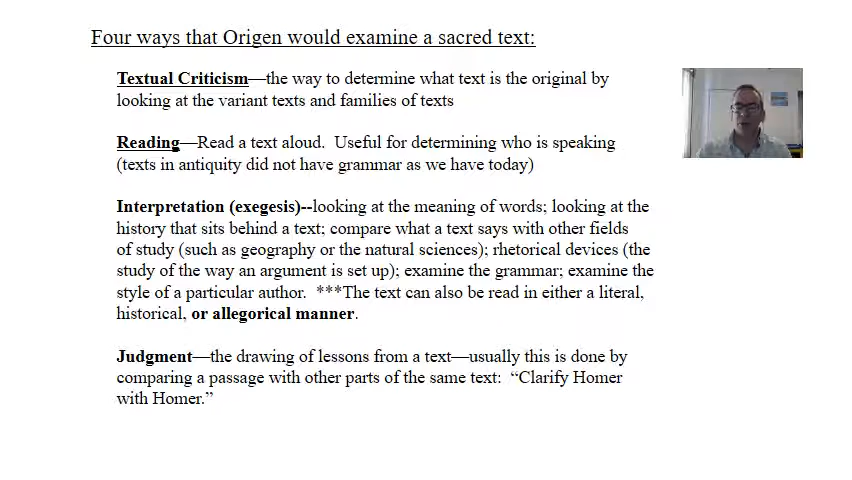 Four ways that Origen would examine a sacred text:
Textual Criticism—the way to determine what text is the original by
looking at the variant texts and families of texts
Reading—Read a text aloud.  Useful for determining who is speaking
(texts in antiquity did not have grammar as we have today)
Interpretation (exegesis)--looking at the meaning of words; looking at the
history that sits behind a text; compare what a text says with other fields
of study (such as geography or the natural sciences); rhetorical devices (the
study of the way an argument is set up); examine the grammar; examine the
style of a particular author.  ***The text can also be read in either a literal,
historical, or allegorical manner.
Judgment—the drawing of lessons from a text—usually this is done by
comparing a passage with other parts of the same text:  “Clarify Homer
with Homer.”